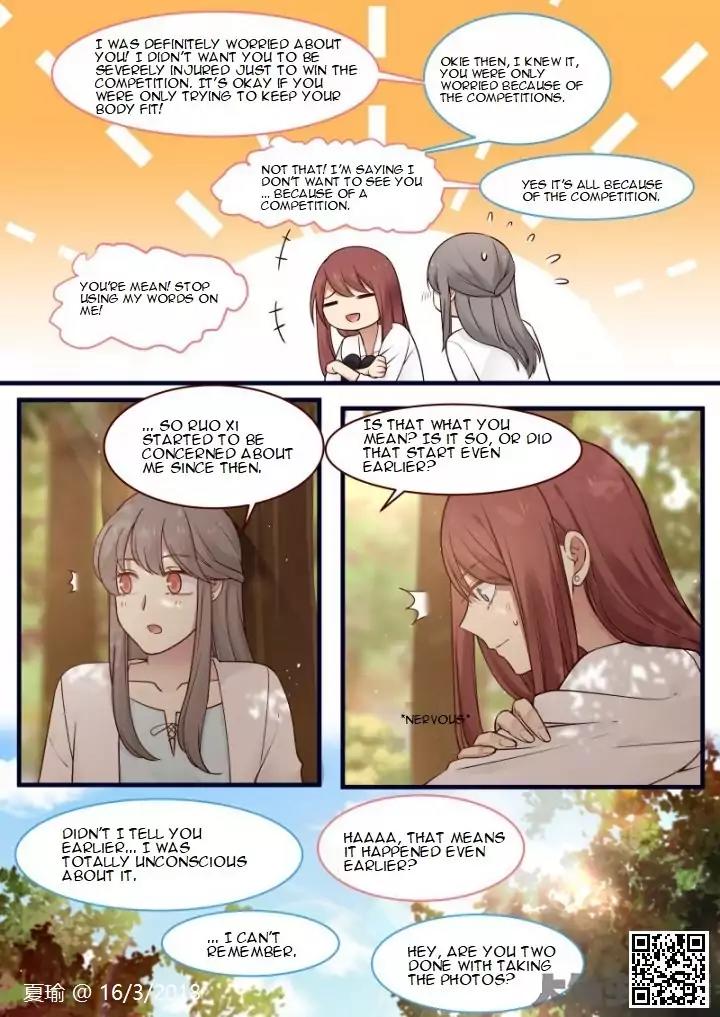 I WAS DEFINITELY WORRIED ABOUT
YOU! I DIDN'T WANT YOU TO BE
SEVERELY INJURED JUST TO WIN THE
COMPETITION. IT'S OKAY IF YOU
WERE ONLY TRYING TO KEEP YOUR
BODY FIT!
OKIE THEN, I KNEW IT,
YOU WERE ONLY
WORRIED BECAUSE OF
THE COMPETITIONS.
NOT THAT! I'M SAYING I
DON'T WANT TO SEE YOU
... BECAUSE OF A
COMPETITION.
YES IT'S ALL BECAUSE
OF THE COMPETITION.
YOU'RE MEAN! STOP
USING MY WORDS ON
ME!
... SO RUO XI
STARTED TO BE
CONCERNED ABOUT
ME SINCE THEN.
IS THAT WHAT YOU
MEAN? IS IT SO, OR DID
THAT START EVEN
EARLIER?
*NERVOUS*
DIDN'T I TELL YOU
EARLIER... I WAS
TOTALLY UNCONSCIOUS
ABOUT IT.
HAAAA, THAT MEANS
IT HAPPENED EVEN
EARLIER?
... I CAN'T
REMEMBER.
HEY, ARE YOU TWO
DONE WITH TAKING
THE PHOTOS?
夏瑜 @ 16/3/2018